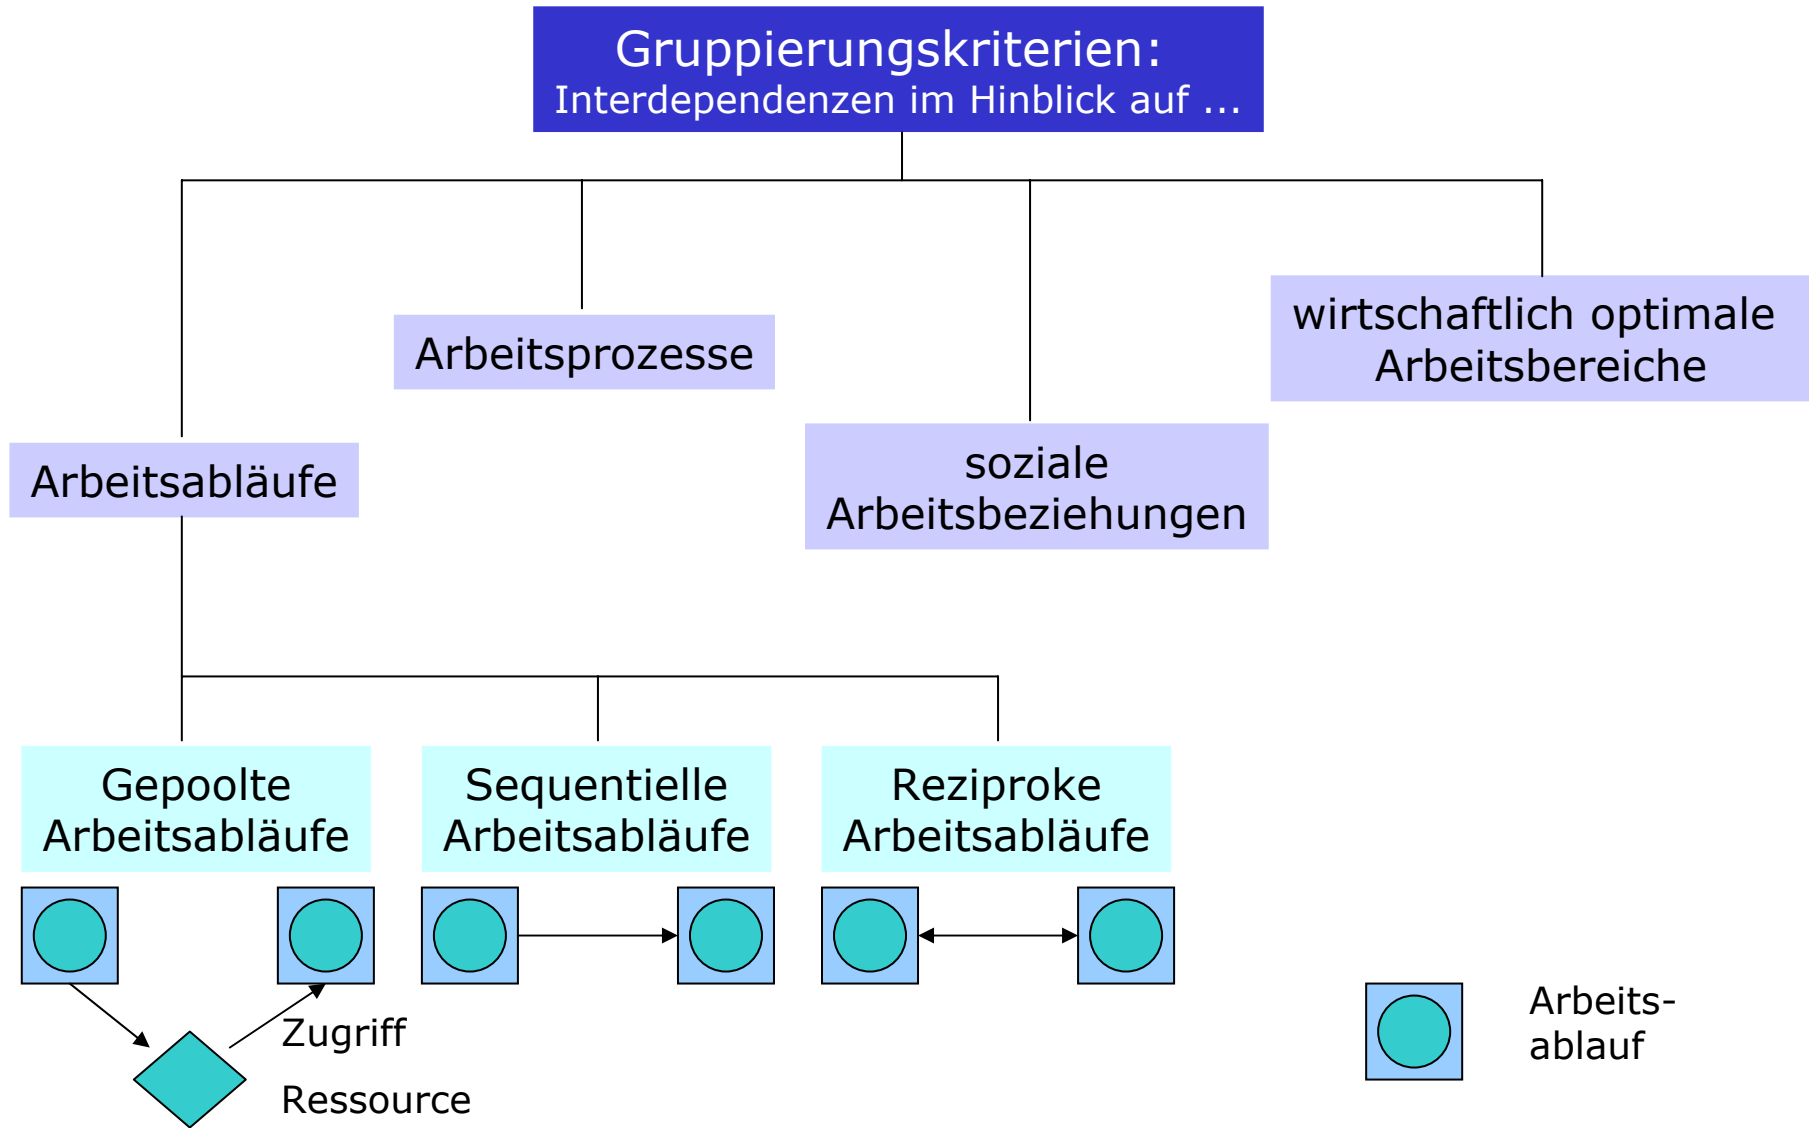 Gruppierungskriterien:
Interdependenzen im Hinblick auf ...
wirtschaftlich optimale
Arbeitsbereiche
Arbeitsprozesse
soziale
Arbeitsbeziehungen
Arbeitsabläufe
Gepoolte
Arbeitsabläufe
Sequentielle
Arbeitsabläufe
Reziproke
Arbeitsabläufe
Zugriff
Ressource
Arbeits-
ablauf